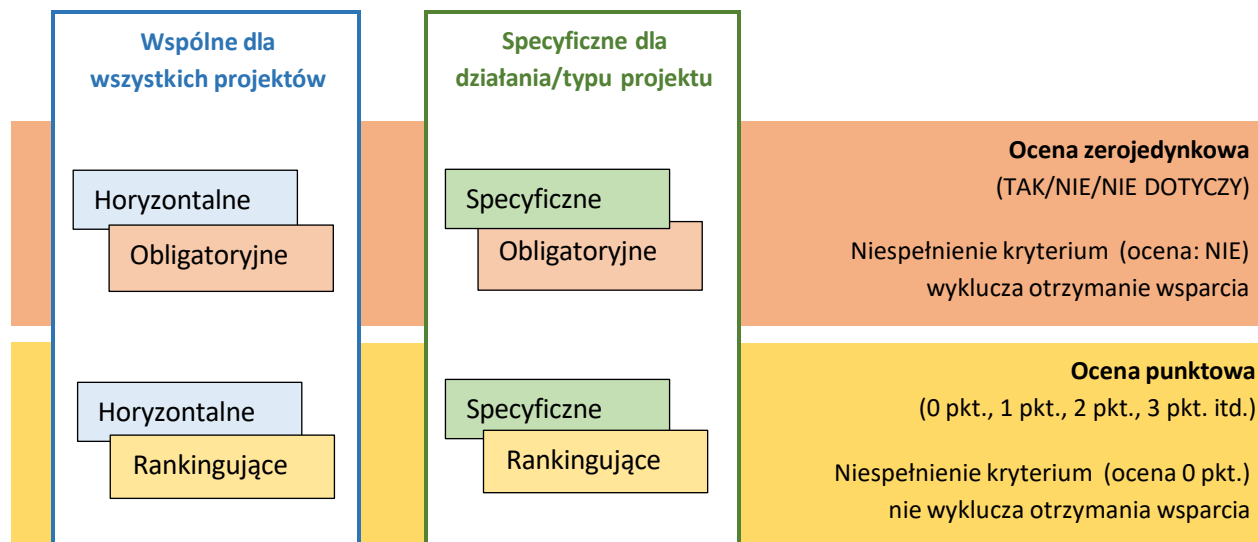 Wspólne dla
wszystkich projektów
Specyficzne dla
działania/typu projektu
Horyzontalne
Obligatoryjne
Specyficzne
Obligatoryjne
Ocena zerojedynkowa
(TAK/NIE/NIE DOTYCZY)
Niespełnienie kryterium (ocena: NIE)
wyklucza otrzymanie wsparcia
Horyzontalne
Rankingujące
Specyficzne
Rankingujące
Ocena punktowa
(0 pkt., 1 pkt., 2 pkt., 3 pkt. itd.)
Niespełnienie kryterium (ocena 0 pkt.)
nie wyklucza otrzymania wsparcia